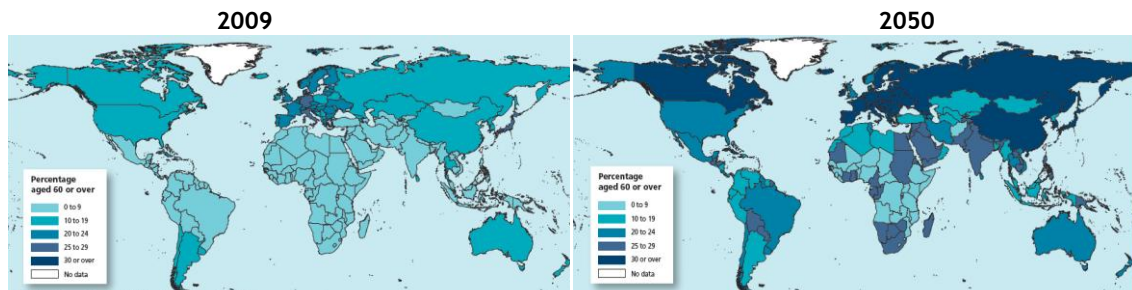 2009
2050
Percentage
aged 60 or over
0 to 9
10 to 19
20 to 24
25 to 29
30 or over
No data
Percentage
aged 60 or over
0 to 9
10 to 19
20 to 24
25 to 29
30 or over
No data